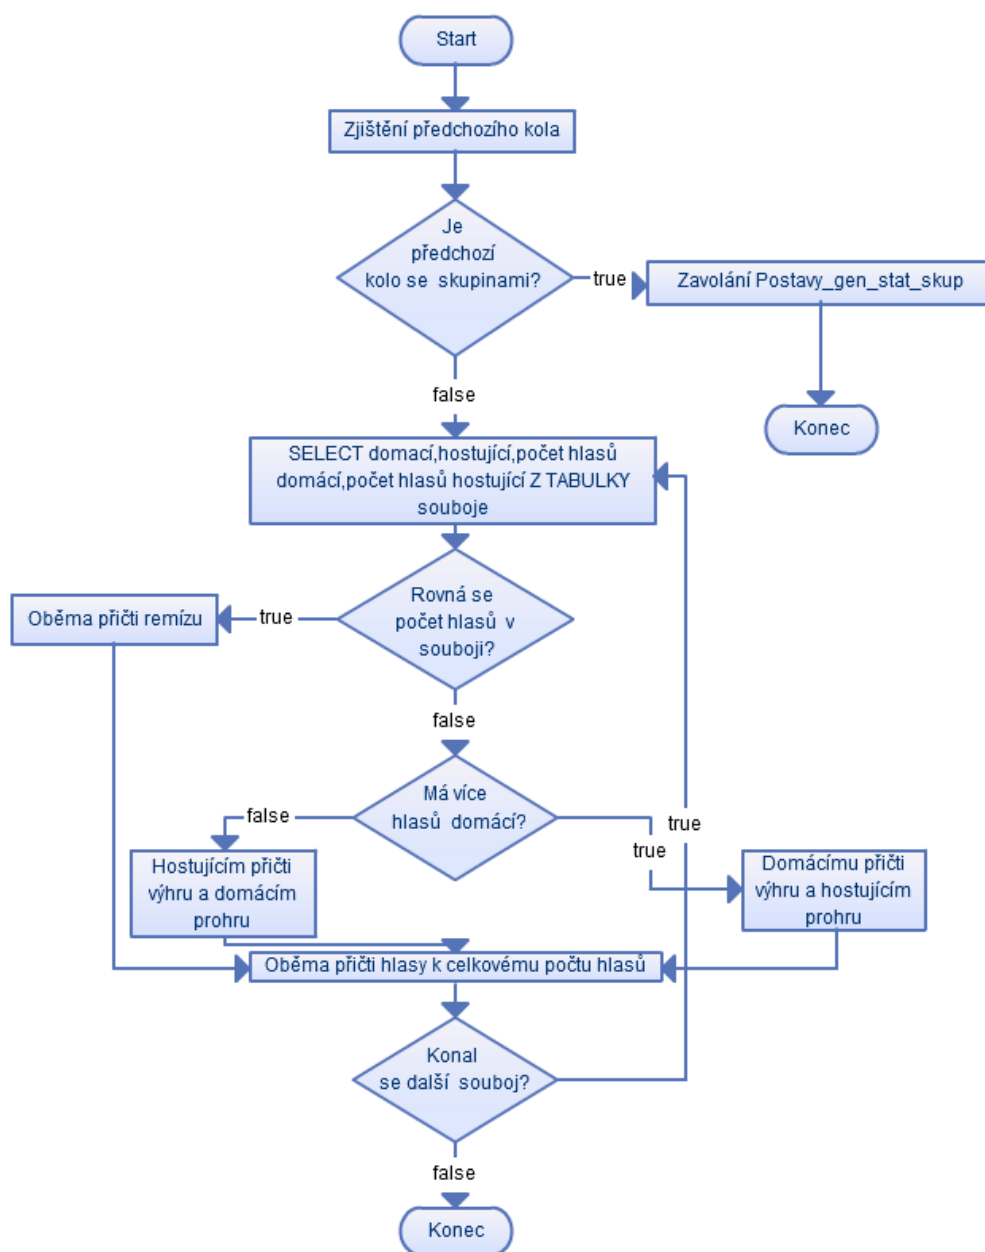 Start
Zjištění předchozího kola
Je
předchozí
kolo se skupinami?
true
Zavolání Postavy_gen_stat_skup
false
Konec
SELECT domací,hostující,počet hlasů
domácí,počet hlasů hostující Z TABULKY
souboje
Rovná se
počet hlasů v
souboji?
true
Oběma přičti remízu
false
Má více
hlasů domácí?
false
true
true
Hostujícím přičti
výhru a domácím
prohru
Domácímu přičti
výhru a hostujícím
prohru
Oběma přičti hlasy k celkovému počtu hlasů
Konal
se další souboj?
false
Konec